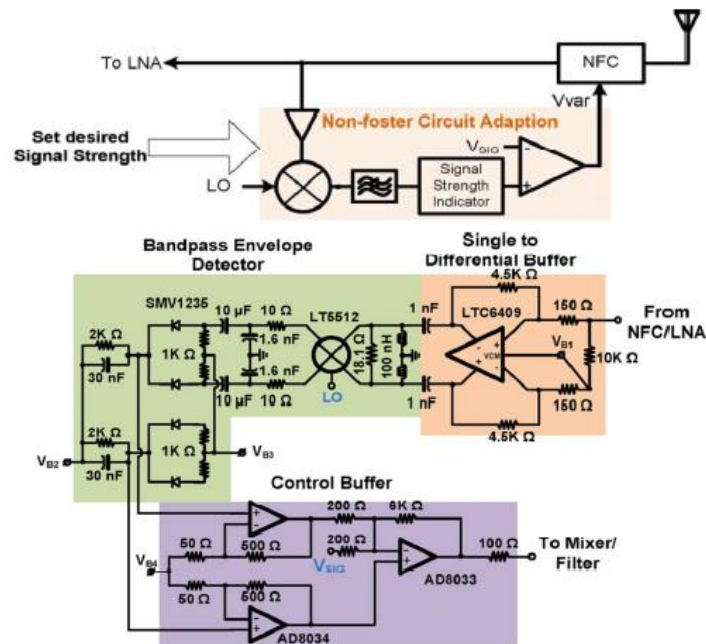 To LNA
NFC
Vvar
Non-foster Circuit Adaption
Set desired
Signal Strength
VSIG
-
LO
Signal
Strength
Indicator
+
Bandpass Envelope
Detector
Single to
Differential Buffer
4.5K Ω
SMV1235
10 µF
10 Ω
LT5512
1 nF
LTC6409
150 Ω
From
NFC/LNA
2K Ω
1.6 nF
18.1 Ω
100 nH
-
+
VCM
VB1
10K Ω
30 nF
1K Ω
1.6 nF
+
-
10 µF
10 Ω
LO
1 nF
150 Ω
2K Ω
4.5K Ω
1K Ω
VB2
VB3
30 nF
Control Buffer
200 Ω
6K Ω
+
-
50 Ω
500 Ω
200 Ω
To Mixer/
Filter
100 Ω
VB4
VSIG
-
+
500 Ω
50 Ω
AD8033
-
+
AD8034